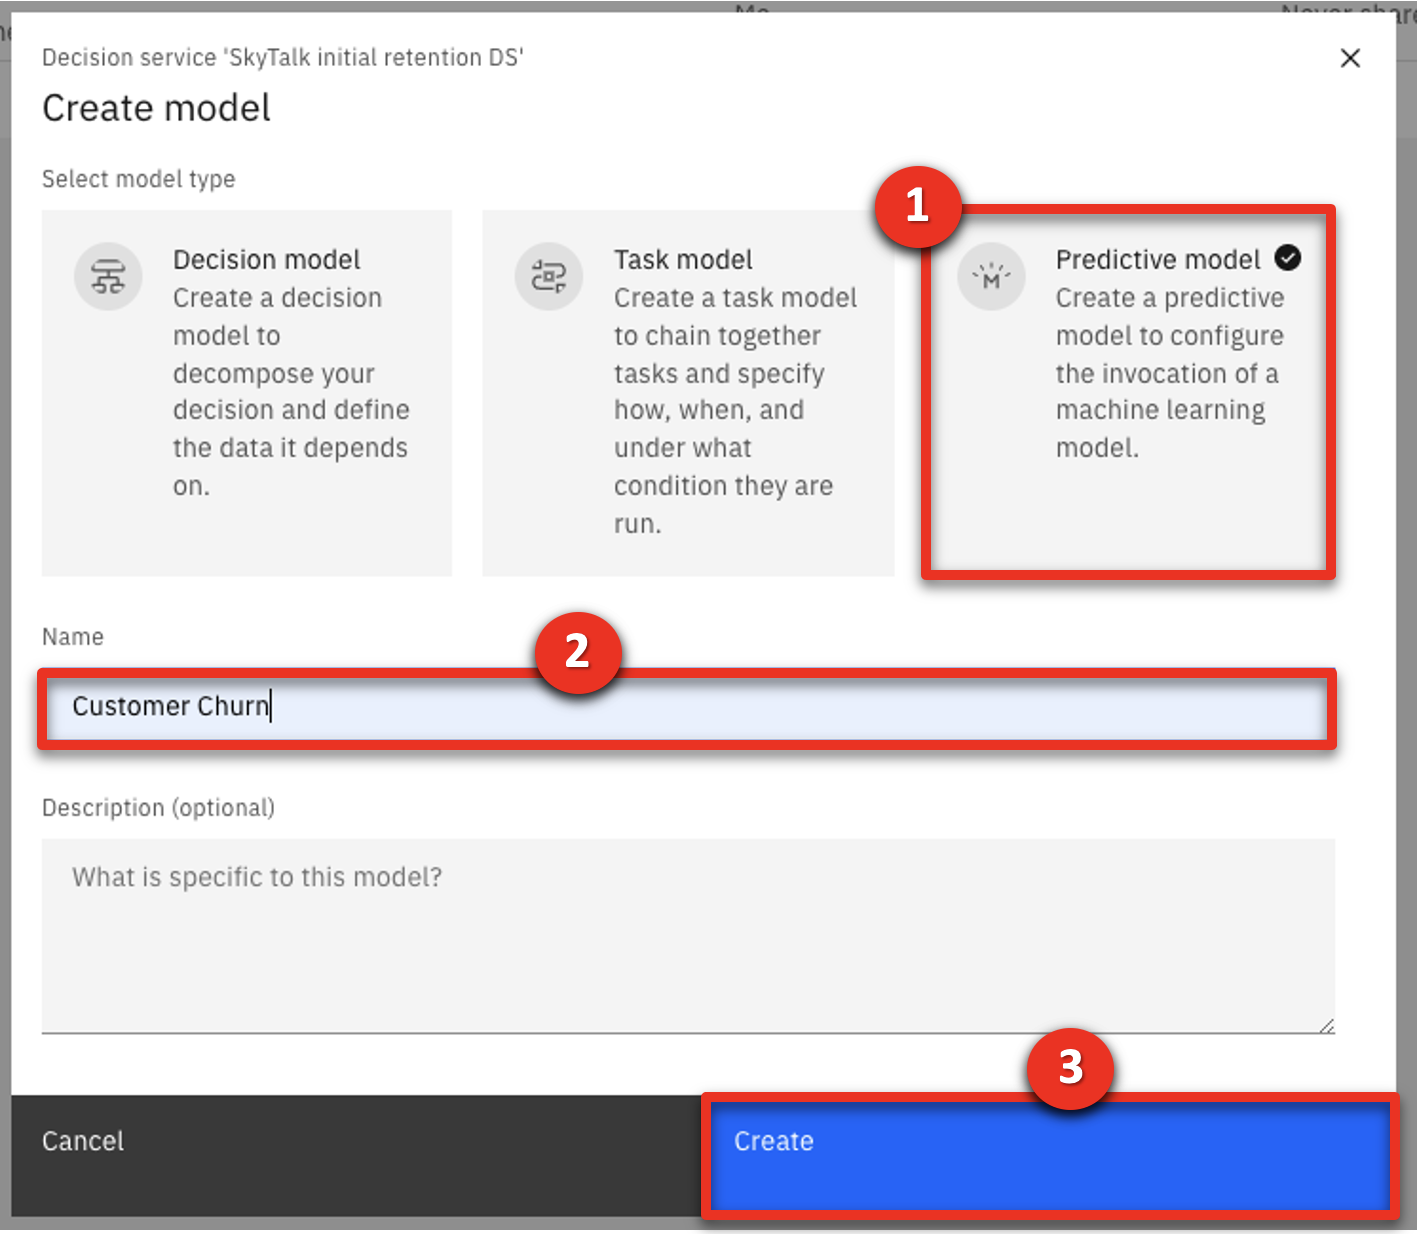 Decision service 'SkyTalk initial retention DS'
Create model
Select model type
1
Decision model
Create a decision
model to
decompose your
decision and define
the data it depends
on.
Task model
Create a task model
to chain together
tasks and specify
how, when, and
under what
condition they are
run.
M
Predictive model
Create a predictive
model to configure
the invocation of a
machine learning
model.
Name
2
Customer Churn
Description (optional)
What is specific to this model?
3
Cancel
Create